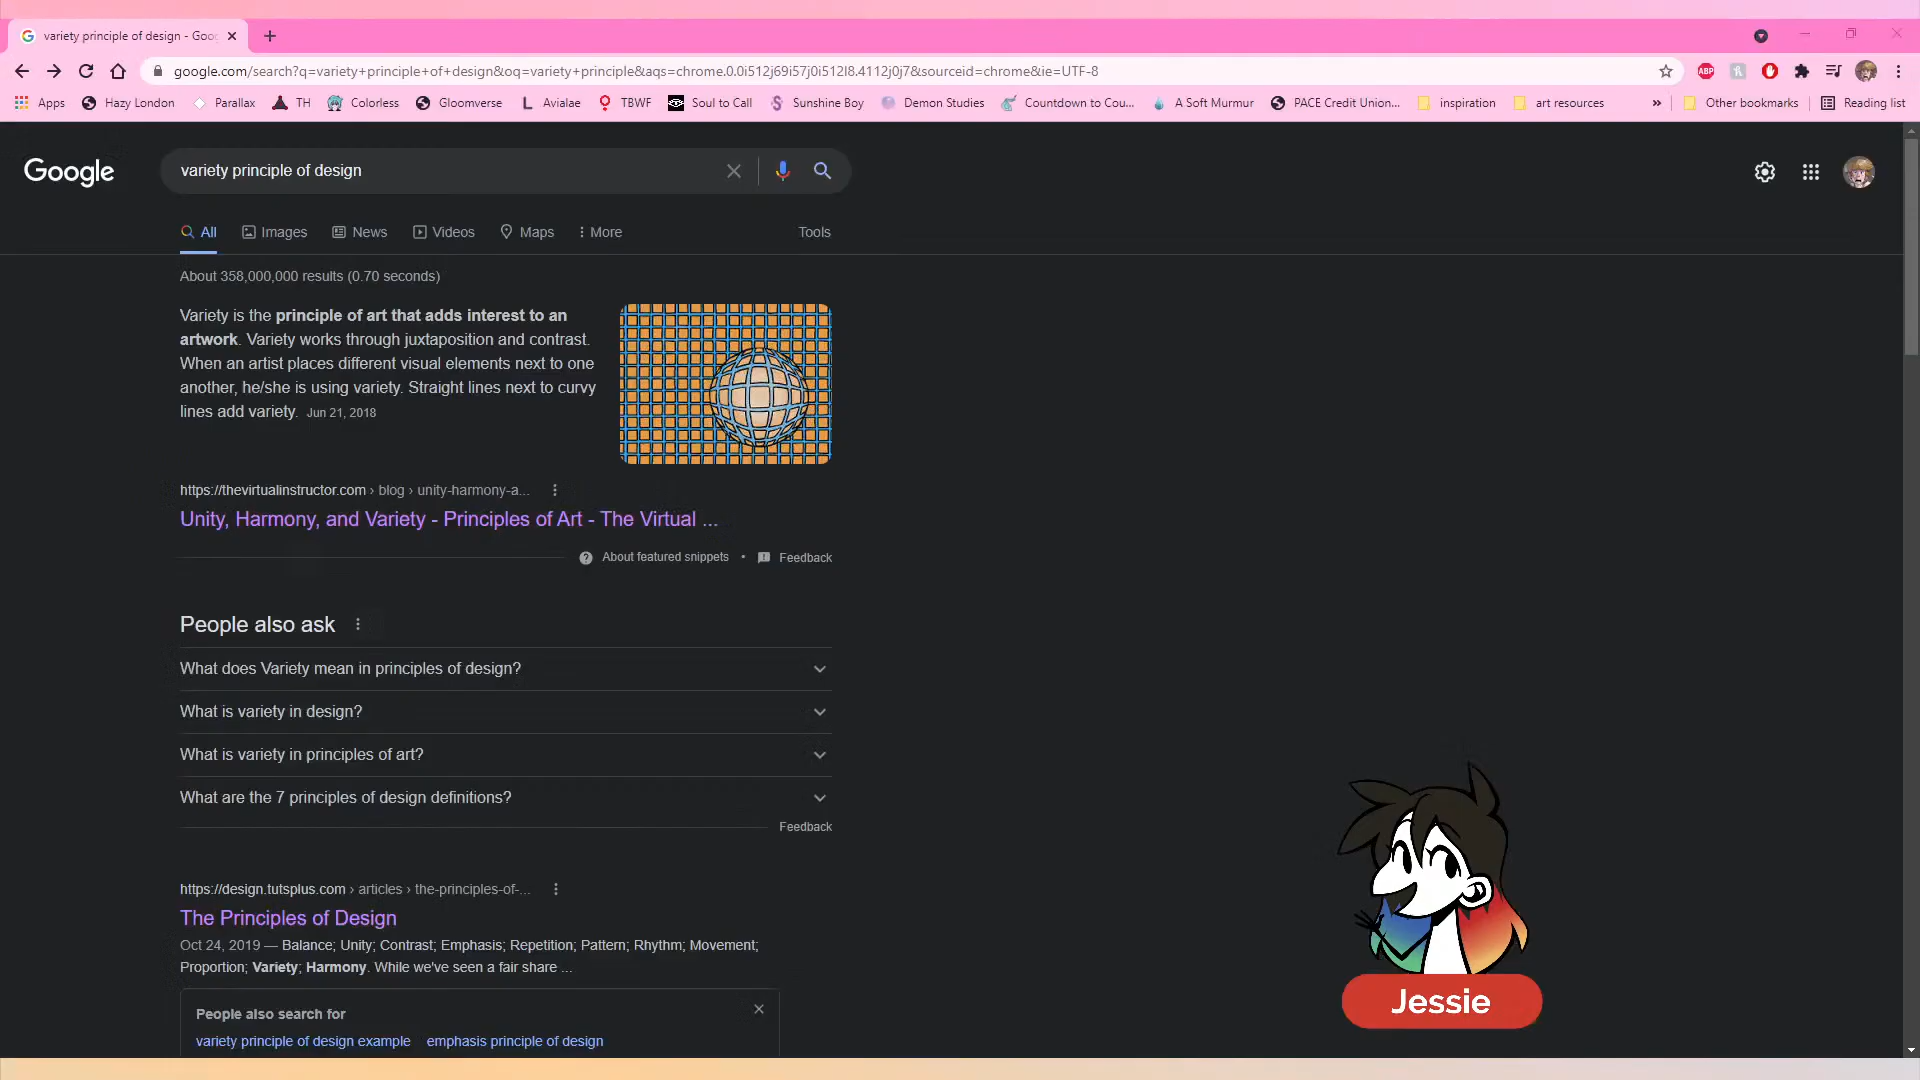 variety principle of design - Goo
google.com/search?q=variety+principle+of+design&oq=variety+principle&aqs=chrome.0.0i512j69i57j0i512l8.4112j0j7&sourceid=chrome&ie=UTF-8
ABP
Apps Hazy London Parallax TH Colorless Gloomverse Avialae TBWF Soul to Call Sunshine Boy Demon Studies Countdown to Cou... A Soft Murmur PACE Credit Union... inspiration art resources » Other bookmarks Reading list
Google
variety principle of design
All Images News Videos Maps More Tools
About 358,000,000 results (0.70 seconds)
Variety is the principle of art that adds interest to an
artwork. Variety works through juxtaposition and contrast.
When an artist places different visual elements next to one
another, he/she is using variety. Straight lines next to curvy
lines add variety. Jun 21, 2018
https://thevirtualinstructor.com › blog › unity-harmony-a...
Unity, Harmony, and Variety - Principles of Art - The Virtual ...
About featured snippets • Feedback
People also ask
What does Variety mean in principles of design?
What is variety in design?
What is variety in principles of art?
What are the 7 principles of design definitions?
Feedback
https://design.tutsplus.com › articles › the-principles-of-...
The Principles of Design
Oct 24, 2019 — Balance; Unity; Contrast; Emphasis; Repetition; Pattern; Rhythm; Movement;
Proportion; Variety; Harmony. While we've seen a fair share ...
People also search for
variety principle of design example emphasis principle of design
Jessie